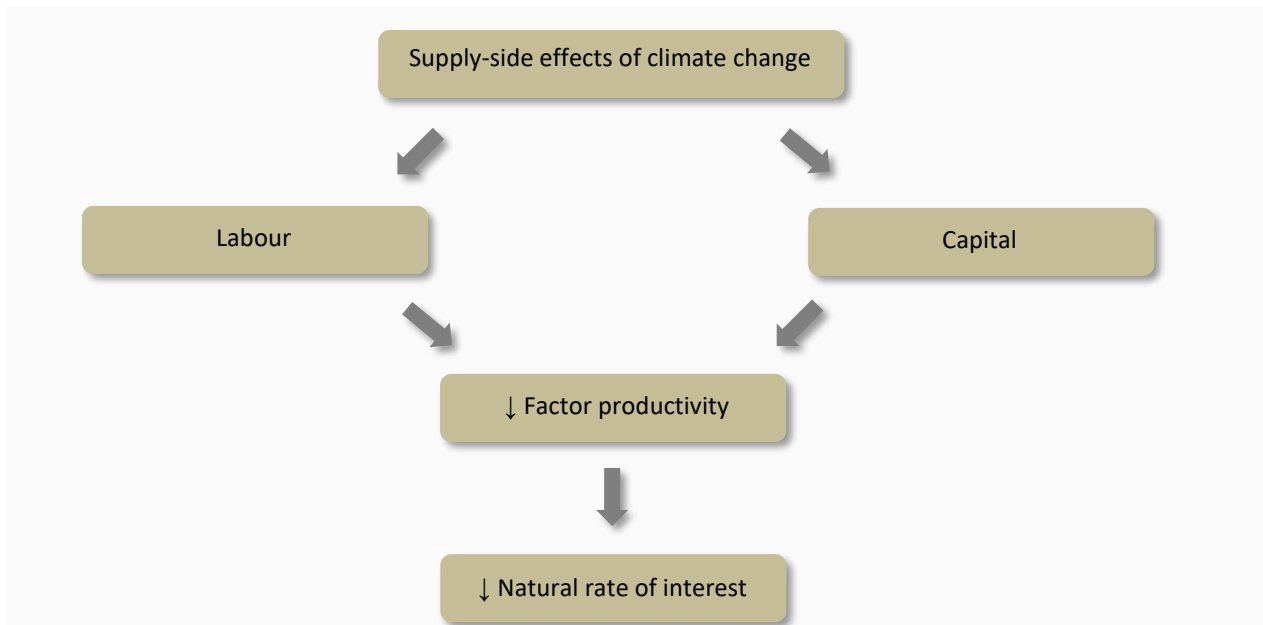 Supply-side effects of climate change
Labour
Capital
↓ Factor productivity
↓ Natural rate of interest